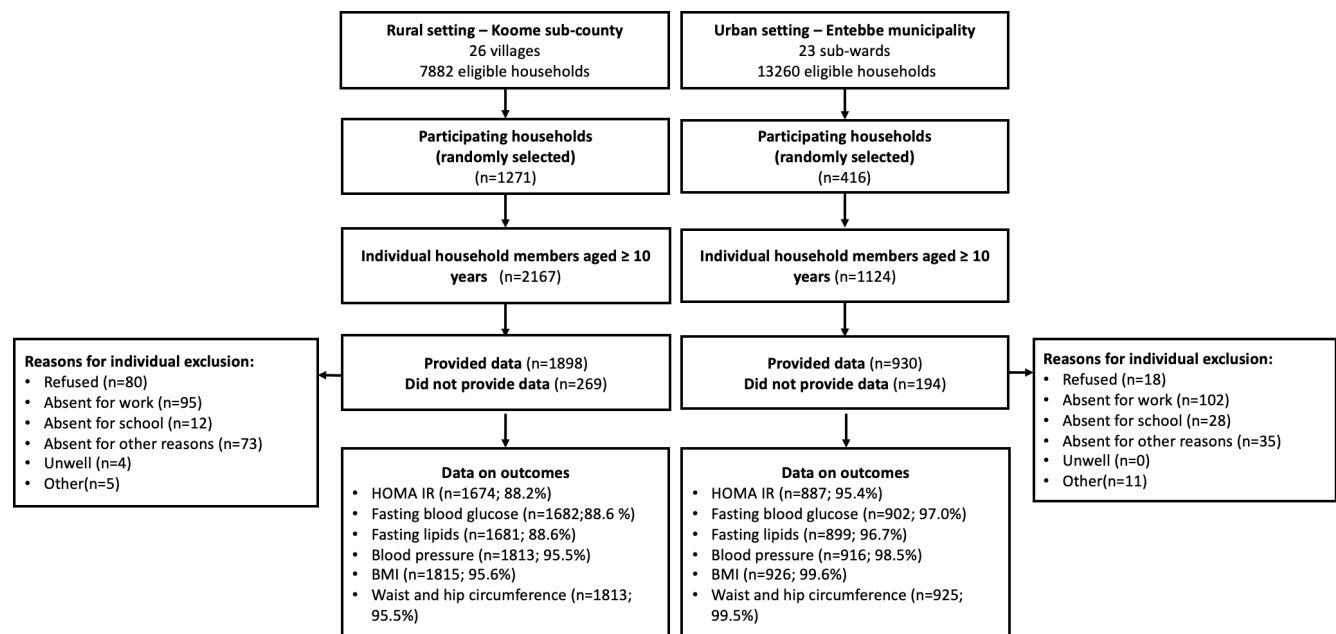 Rural setting – Koome sub-county
26 villages
7882 eligible households
Urban setting – Entebbe municipality
23 sub-wards
13260 eligible households
Participating households
(randomly selected)
(n=1271)
Participating households
(randomly selected)
(n=416)
Individual household members aged ≥ 10
years (n=2167)
Individual household members aged ≥ 10
years (n=1124)
Reasons for individual exclusion:
• Refused (n=80)
• Absent for work (n=95)
• Absent for school (n=12)
• Absent for other reasons (n=73)
• Unwell (n=4)
• Other(n=5)
Provided data (n=1898)
Did not provide data (n=269)
Provided data (n=930)
Did not provide data (n=194)
Reasons for individual exclusion:
• Refused (n=18)
• Absent for work (n=102)
• Absent for school (n=28)
• Absent for other reasons (n=35)
• Unwell (n=0)
• Other(n=11)
Data on outcomes
• HOMA IR (n=1674; 88.2%)
• Fasting blood glucose (n=1682;88.6 %)
• Fasting lipids (n=1681; 88.6%)
• Blood pressure (n=1813; 95.5%)
• BMI (n=1815; 95.6%)
• Waist and hip circumference (n=1813;
95.5%)
Data on outcomes
• HOMA IR (n=887; 95.4%)
• Fasting blood glucose (n=902; 97.0%)
• Fasting lipids (n=899; 96.7%)
• Blood pressure (n=916; 98.5%)
• BMI (n=926; 99.6%)
• Waist and hip circumference (n=925;
99.5%)